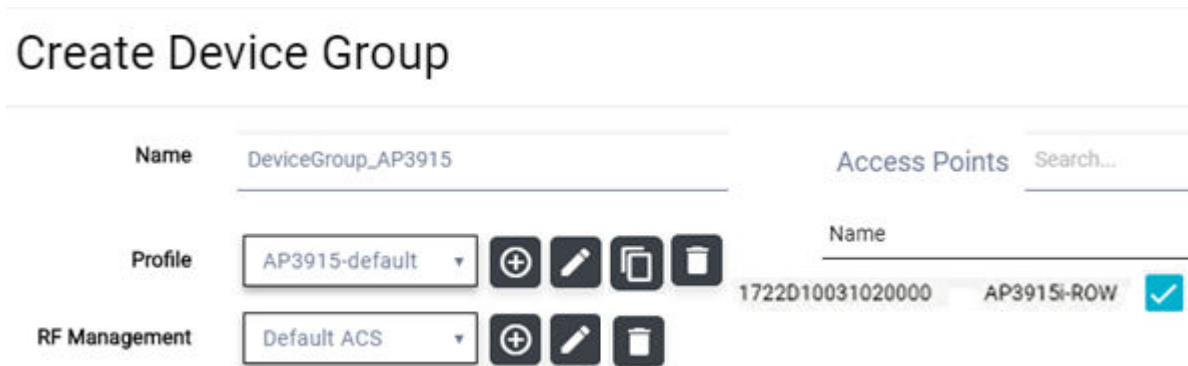 Create Device Group
Name DeviceGroup_AP3915
Access Points Search...
Name
Profile AP3915-default
1722D10031020000 AP3915i-ROW
RF Management Default ACS